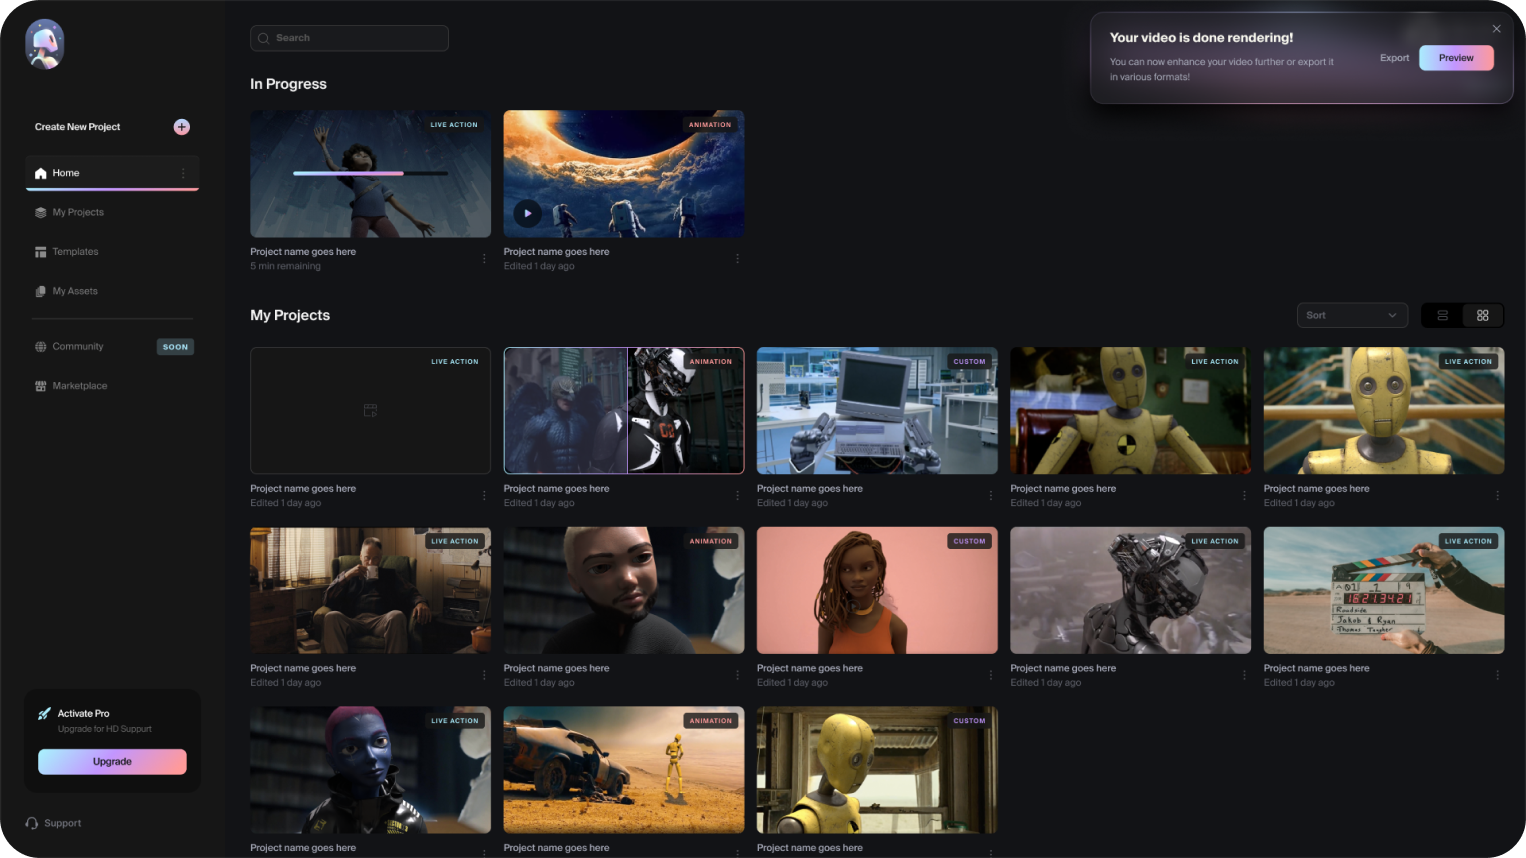 Search
Your video is done rendering!
You can now enhance your video further or export it
in various formats!
Export
Preview
Create New Project
Home
My Projects
Templates
My Assets
Community
SOON
Marketplace
Activate Pro
Upgrade for HD Support
Upgrade
Support
In Progress
LIVE ACTION
Project name goes here
5 min remaining
ANIMATION
Project name goes here
Edited 1 day ago
My Projects
Sort
LIVE ACTION
Project name goes here
Edited 1 day ago
ANIMATION
Project name goes here
Edited 1 day ago
CUSTOM
Project name goes here
Edited 1 day ago
LIVE ACTION
Project name goes here
Edited 1 day ago
LIVE ACTION
Project name goes here
Edited 1 day ago
LIVE ACTION
Project name goes here
Edited 1 day ago
ANIMATION
Project name goes here
Edited 1 day ago
CUSTOM
Project name goes here
Edited 1 day ago
LIVE ACTION
Project name goes here
Edited 1 day ago
LIVE ACTION
Roadside
Jakob & Ryan
Project name goes here
Edited 1 day ago
LIVE ACTION
Project name goes here
ANIMATION
Project name goes here
CUSTOM
Project name goes here